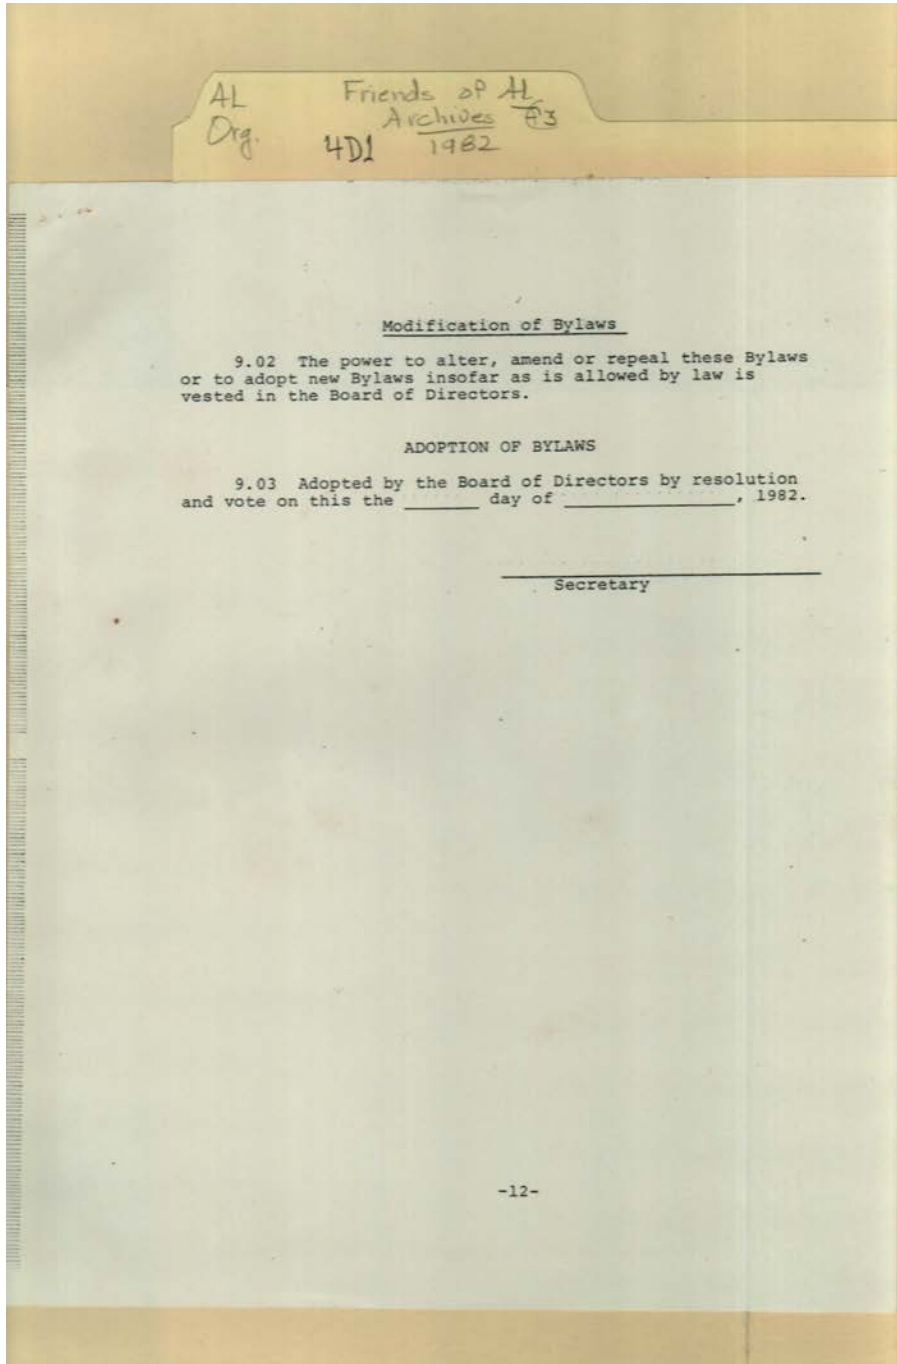 AL Friends of AL
Org. Archives #3
4D1 1982
Modification of Bylaws
9.02 The power to alter, amend or repeal these Bylaws
or to adopt new Bylaws insofar as is allowed by law is
vested in the Board of Directors.
ADOPTION OF BYLAWS
9.03 Adopted by the Board of Directors by resolution
and vote on this the _______ day of ________________, 1982.
Secretary
-12-